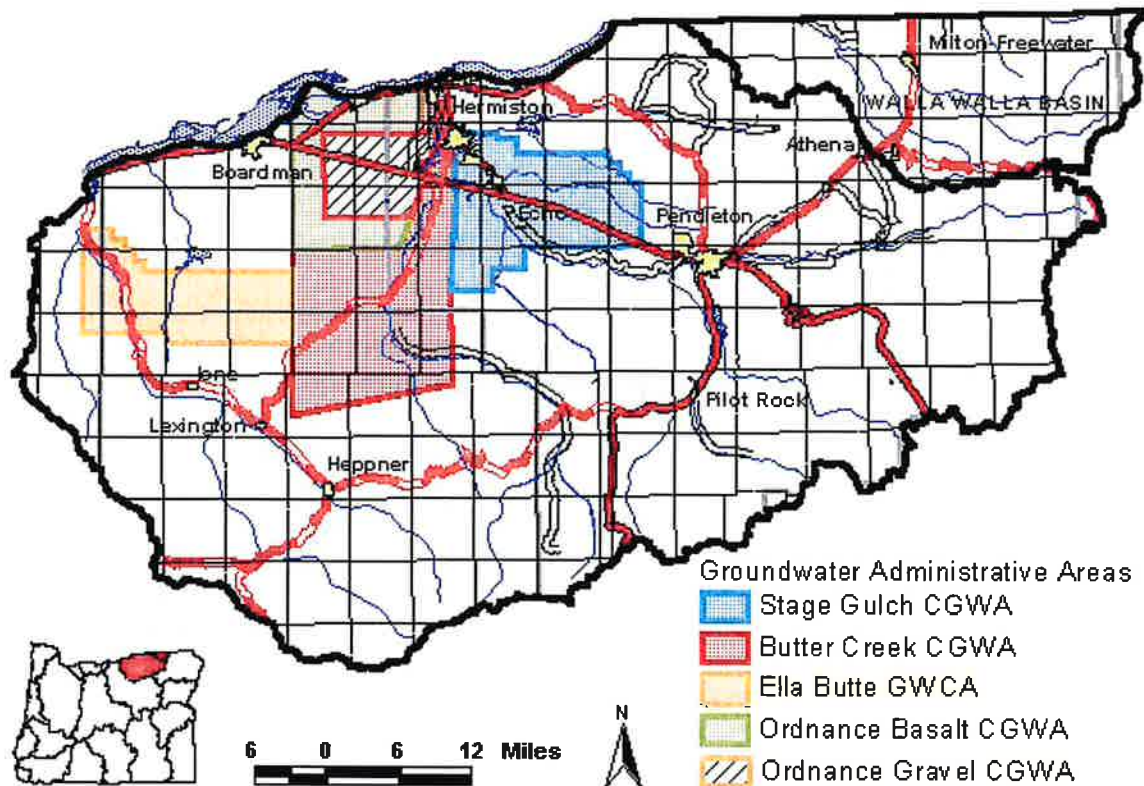 Milton-Freewater
Hermiston
WALLA WALLA BASIN
Athena
Boardman
Echo
Pendleton
Ione
Pilot Rock
Lexington
Heppner
Groundwater Administrative Areas
Stage Gulch CGWA
Butter Creek CGWA
Ella Butte GWCA
Ordnance Basalt CGWA
Ordnance Gravel CGWA
N
6 0 6 12 Miles